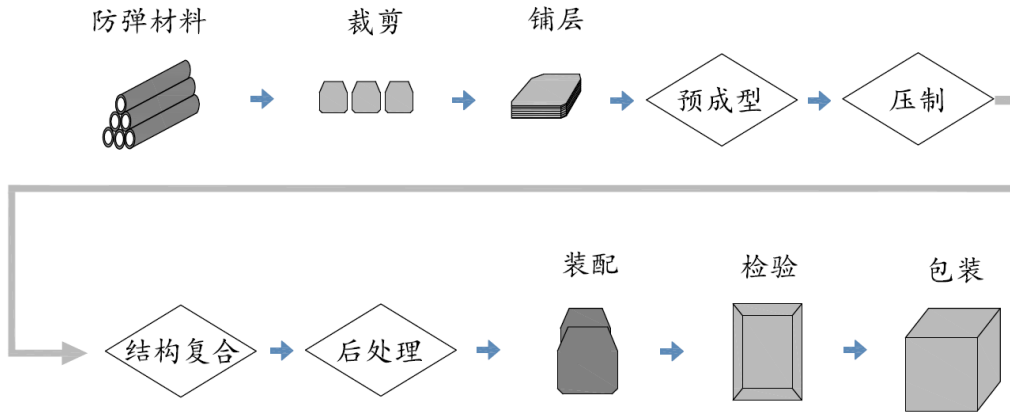 防弹材料
裁剪
铺层
预成型
压制
结构复合
后处理
装配
检验
包装